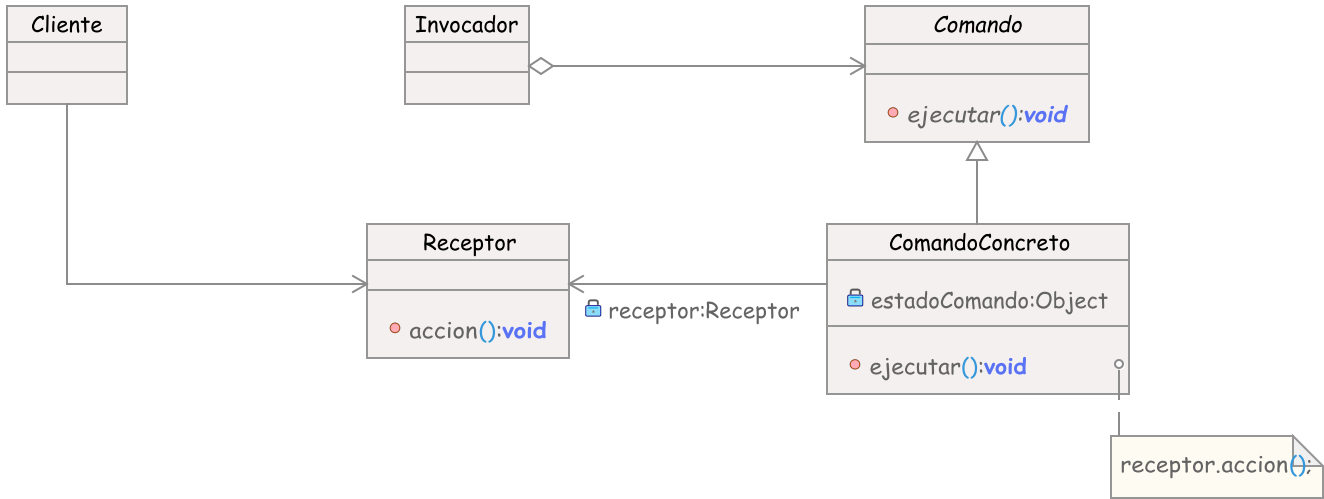 Cliente
Invocador
Comando
ejecutar():void
Receptor
accion():void
receptor:Receptor
ComandoConcreto
estadoComando:Object
ejecutar():void
receptor.accion();